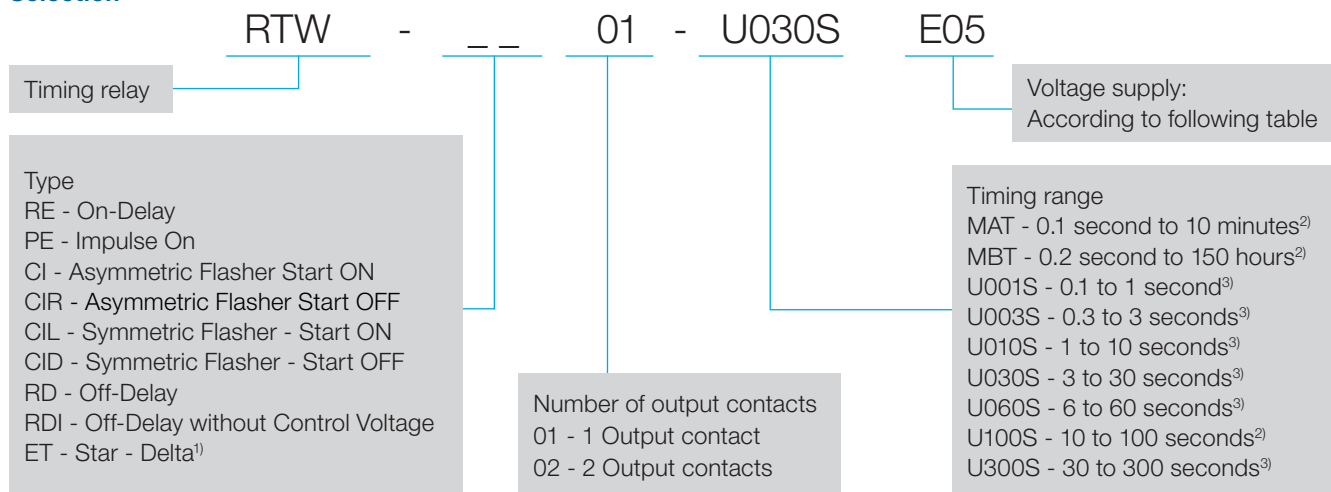 RTW - _ _ 01 - U030S E05
Timing relay
Voltage supply:
According to following table
Type
RE - On-Delay
PE - Impulse On
CI - Asymmetric Flasher Start ON
CIR - Asymmetric Flasher Start OFF
CIL - Symmetric Flasher - Start ON
CID - Symmetric Flasher - Start OFF
RD - Off-Delay
RDI - Off-Delay without Control Voltage
ET - Star - Delta1)
Number of output contacts
01 - 1 Output contact
02 - 2 Output contacts
Timing range
MAT - 0.1 second to 10 minutes2)
MBT - 0.2 second to 150 hours2)
U001S - 0.1 to 1 second3)
U003S - 0.3 to 3 seconds3)
U010S - 1 to 10 seconds3)
U030S - 3 to 30 seconds3)
U060S - 6 to 60 seconds3)
U100S - 10 to 100 seconds2)
U300S - 30 to 300 seconds3)